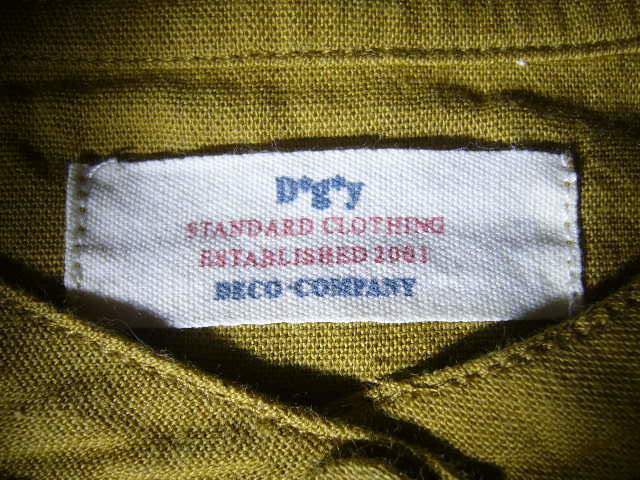 D*g*y
STANDARD CLOTHING
ESTABLISHED 2001
DECO-COMPANY